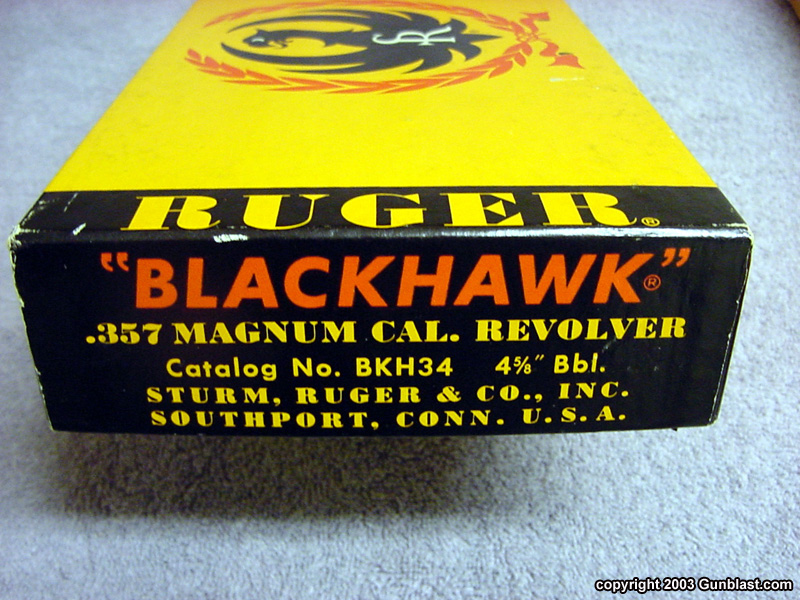 SR
RUGER®
"BLACKHAWK"®
.357 MAGNUM CAL. REVOLVER
Catalog No. BKH34 4⅝" Bbl.
STURM, RUGER & CO., INC.
SOUTHPORT, CONN. U.S.A.
copyright 2003 Gunblast.com